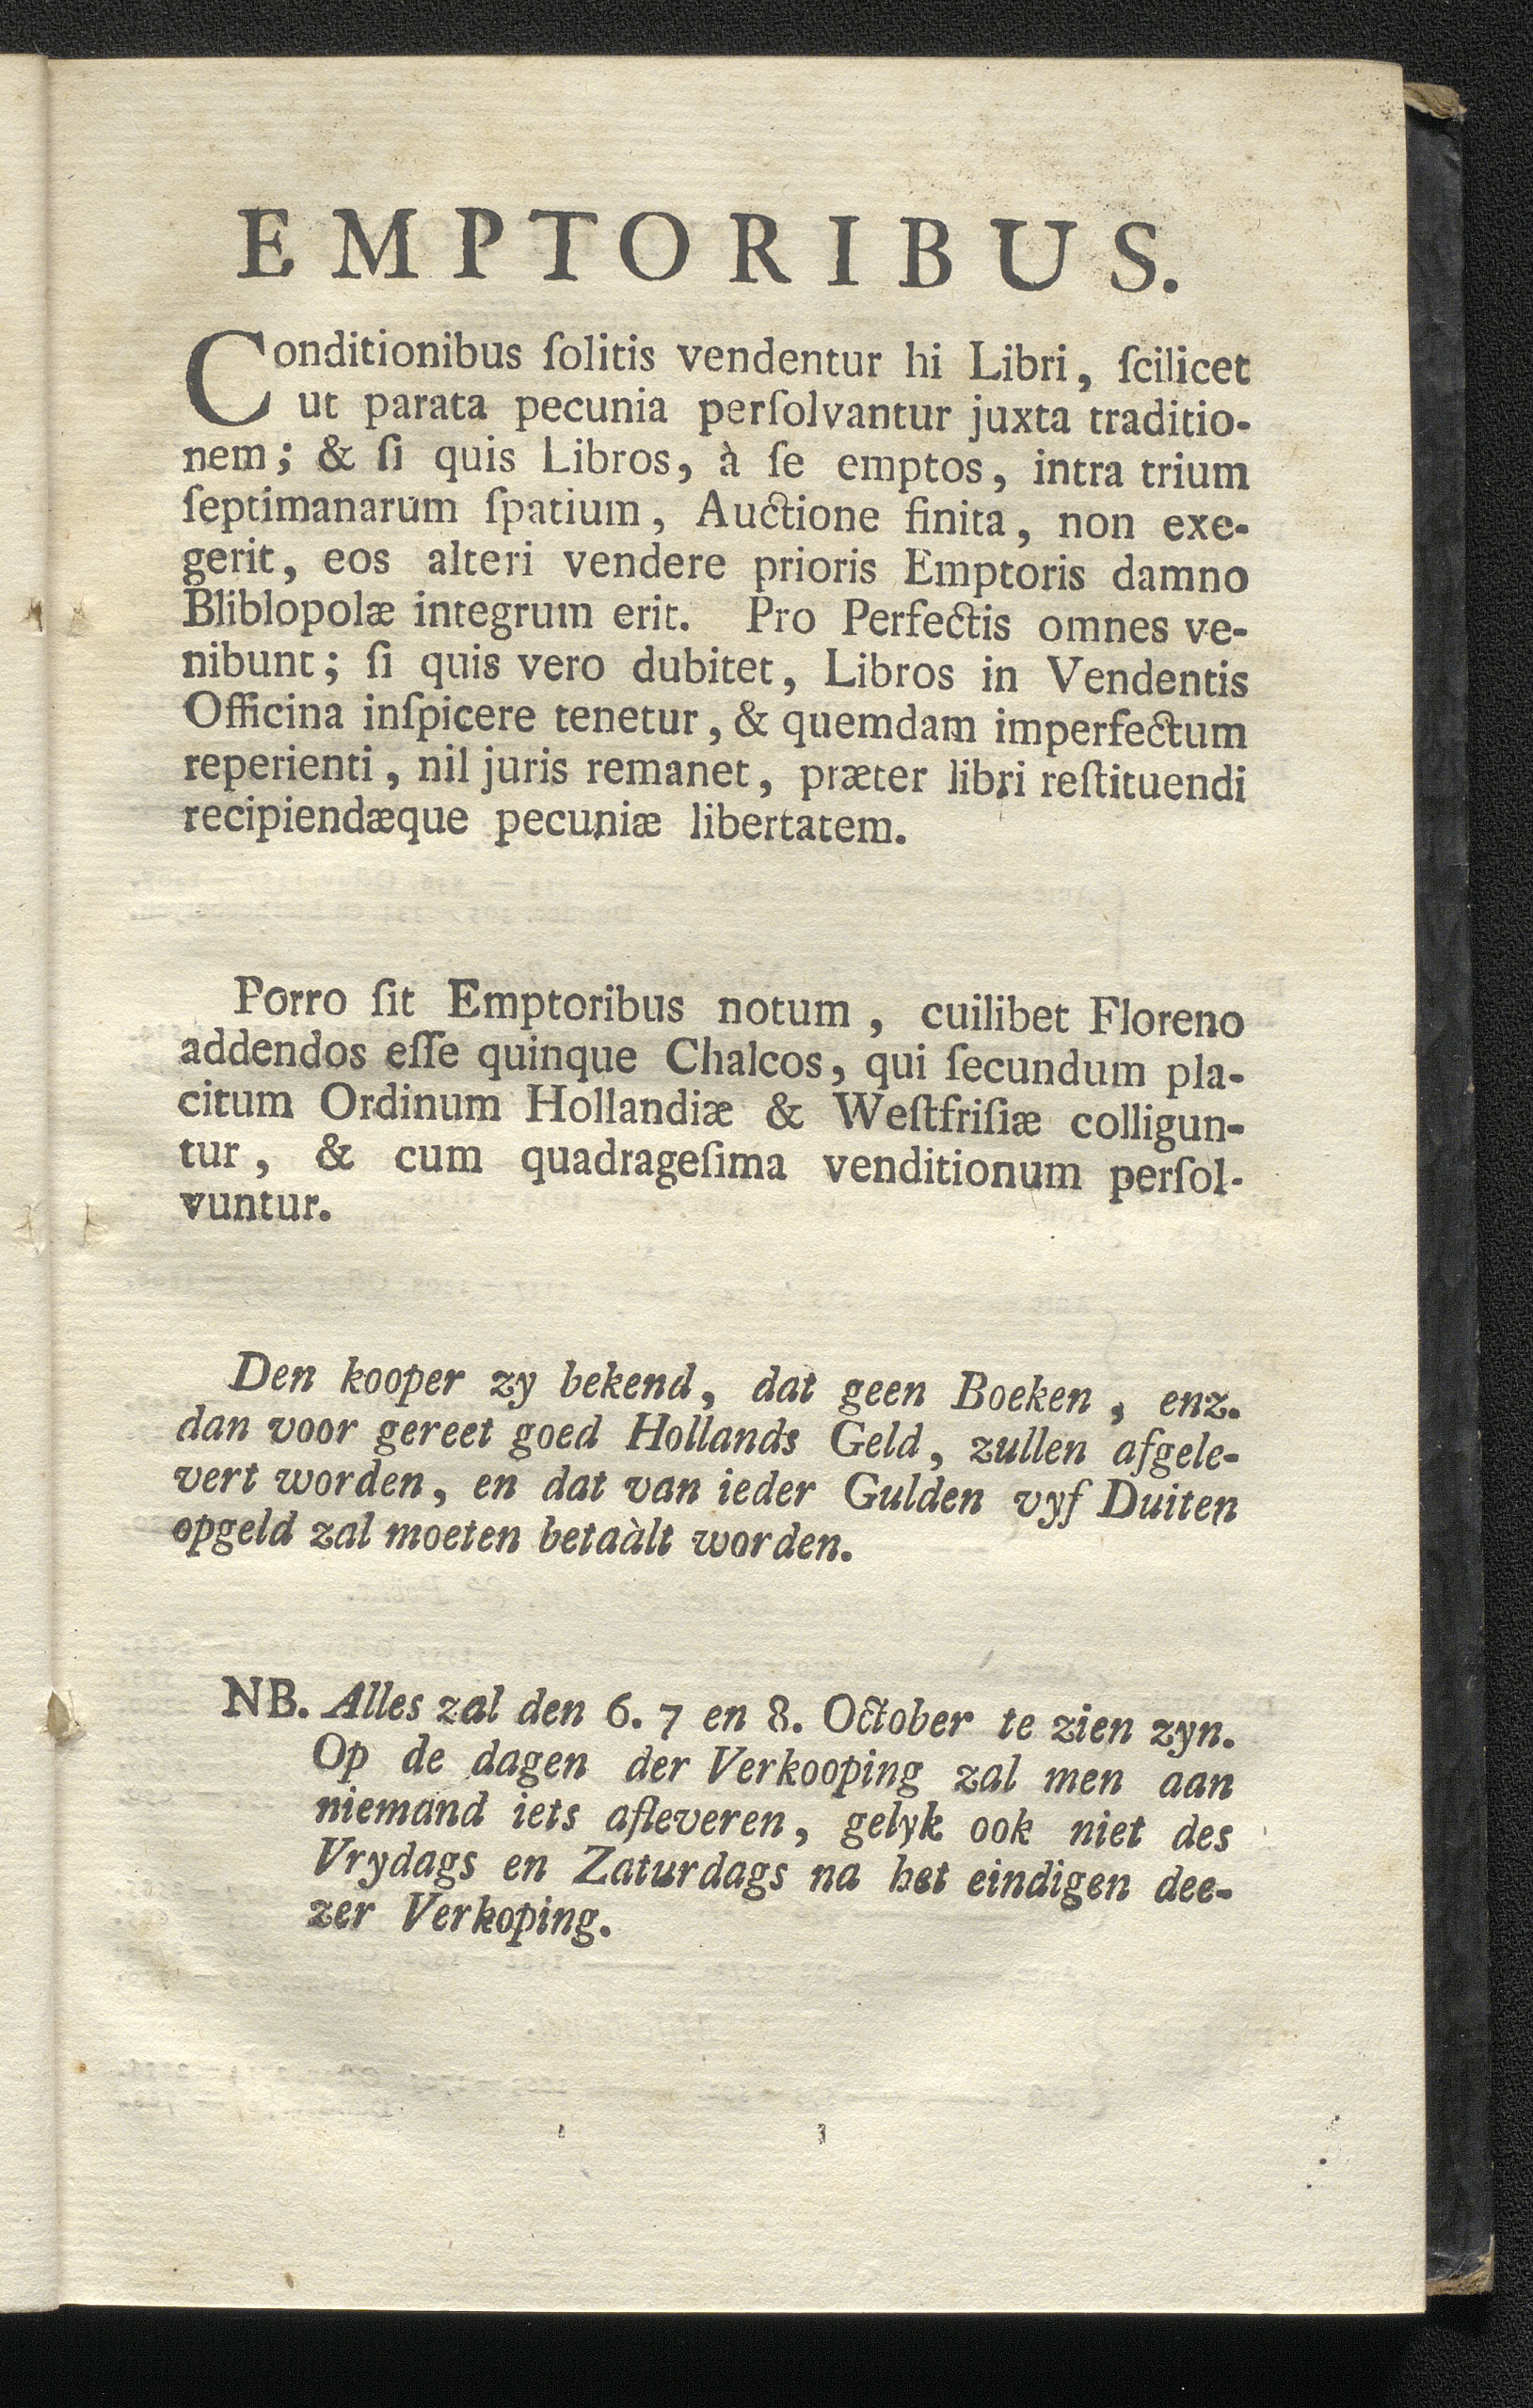 EMPTORIBUS.
Conditionibus ſolitis vendentur hi Libri, ſcilicet
ut parata pecunia perſolvantur juxta traditio-
nem; & ſi quis Libros, à ſe emptos, intra trium
ſeptimanarum ſpatium, Auctione finita, non exe-
gerit, eos alteri vendere prioris Emptoris damno
Bliblopolæ integrum erit. Pro Perfectis omnes ve-
nibunt; ſi quis vero dubitet, Libros in Vendentis
Officina inſpicere tenetur, & quemdam imperfectum
reperienti, nil juris remanet, præter libri reſtituendi
recipiendæque pecuniæ libertatem.
Porro ſit Emptoribus notum, cuilibet Floreno
addendos eſſe quinque Chalcos, qui ſecundum pla-
citum Ordinum Hollandiæ & Weſtfriſiæ colligun-
tur, & cum quadrageſima venditionum perſol-
vuntur.
Den kooper zy bekend, dat geen Boeken, enz.
dan voor gereet goed Hollands Geld, zullen afgele-
vert worden, en dat van ieder Gulden vyf Duiten
opgeld zal moeten betaàlt worden.
NB. Alles zal den 6. 7 en 8. October te zien zyn.
Op de dagen der Verkooping zal men aan
niemand iets afleveren, gelyk ook niet des
Vrydags en Zaturdags na het eindigen dee-
zer Verkoping.